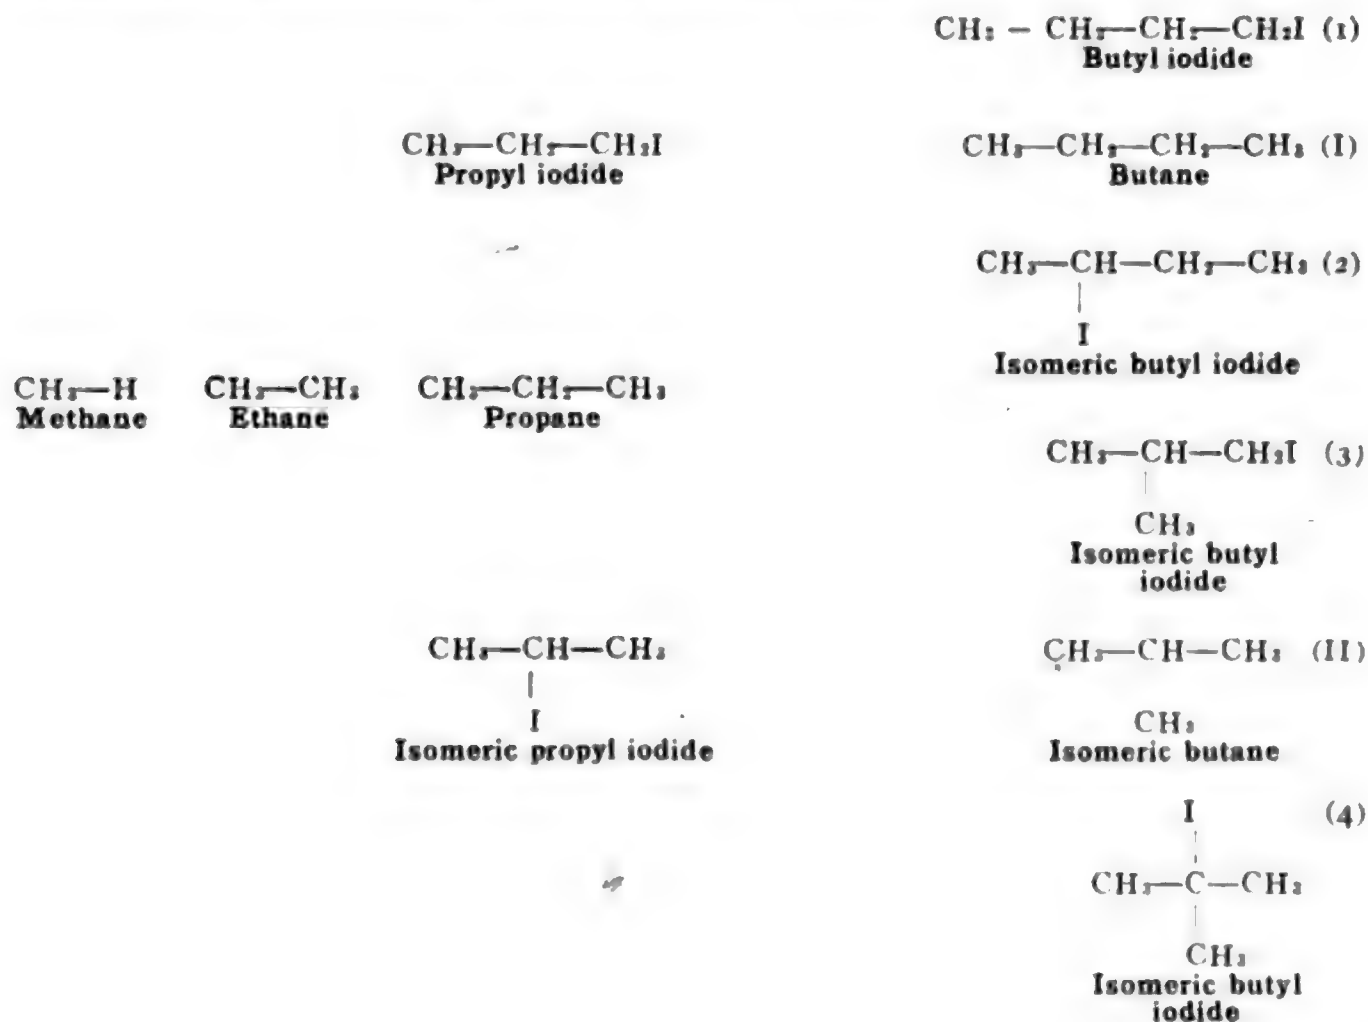 CH₃ – CH₂—CH₂—CH₂I (1)
Butyl iodide
CH₃—CH₂—CH₂I
Propyl iodide
CH₃—CH₂—CH₂—CH₃ (I)
Butane
CH₃—CH—CH₂—CH₃ (2)
I
Isomeric butyl iodide
CH₃—H
Methane
CH₃—CH₃
Ethane
CH₃—CH₂—CH₃
Propane
CH₃—CH—CH₂I (3)
CH₃
Isomeric butyl
iodide
CH₃—CH—CH₃
I
Isomeric propyl iodide
CH₃—CH—CH₃ (II)
CH₃
Isomeric butane
I (4)
CH₃—C—CH₃
CH₃
Isomeric butyl
iodide